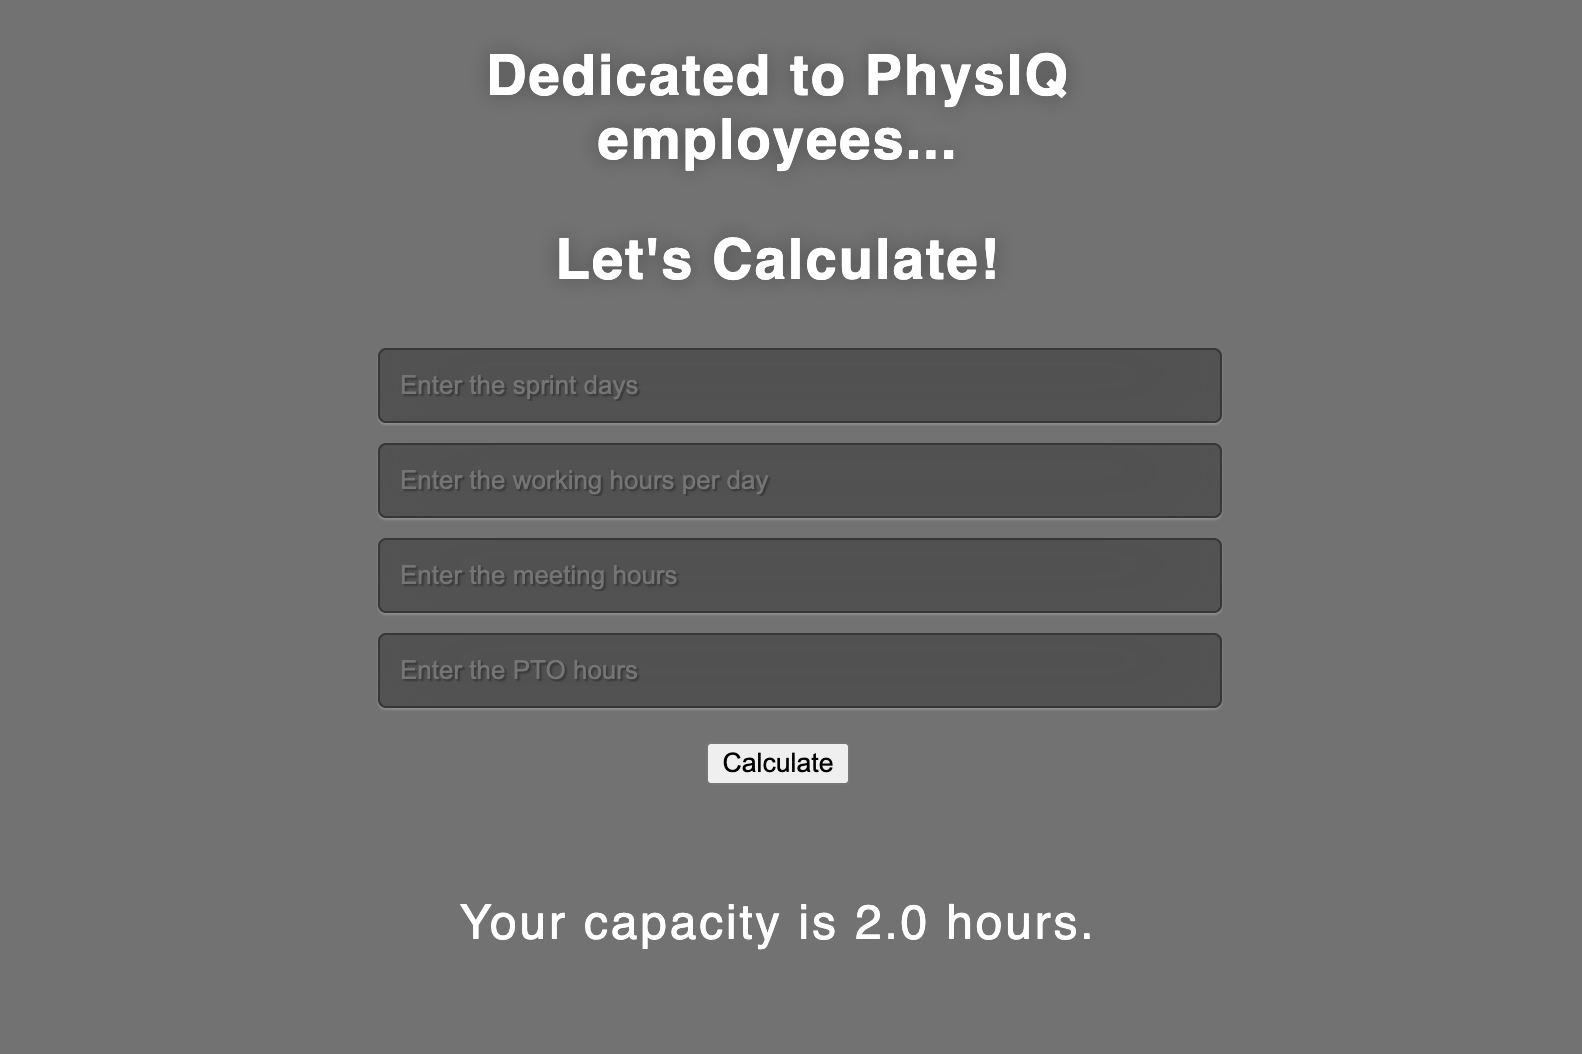 Dedicated to PhysIQ
employees...
Let's Calculate!
Enter the sprint days
Enter the working hours per day
Enter the meeting hours
Enter the PTO hours
Calculate
Your capacity is 2.0 hours.